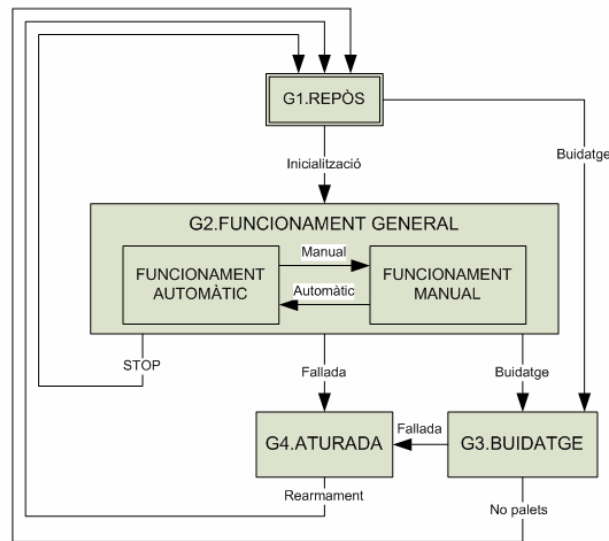 G1.REPÒS
Buidatge
Inicialització
G2.FUNCIONAMENT GENERAL
Manual
FUNCIONAMENT
AUTOMÀTIC
Automàtic
FUNCIONAMENT
MANUAL
STOP
Fallada
Buidatge
G4.ATURADA
Fallada
G3.BUIDATGE
Rearmament
No palets